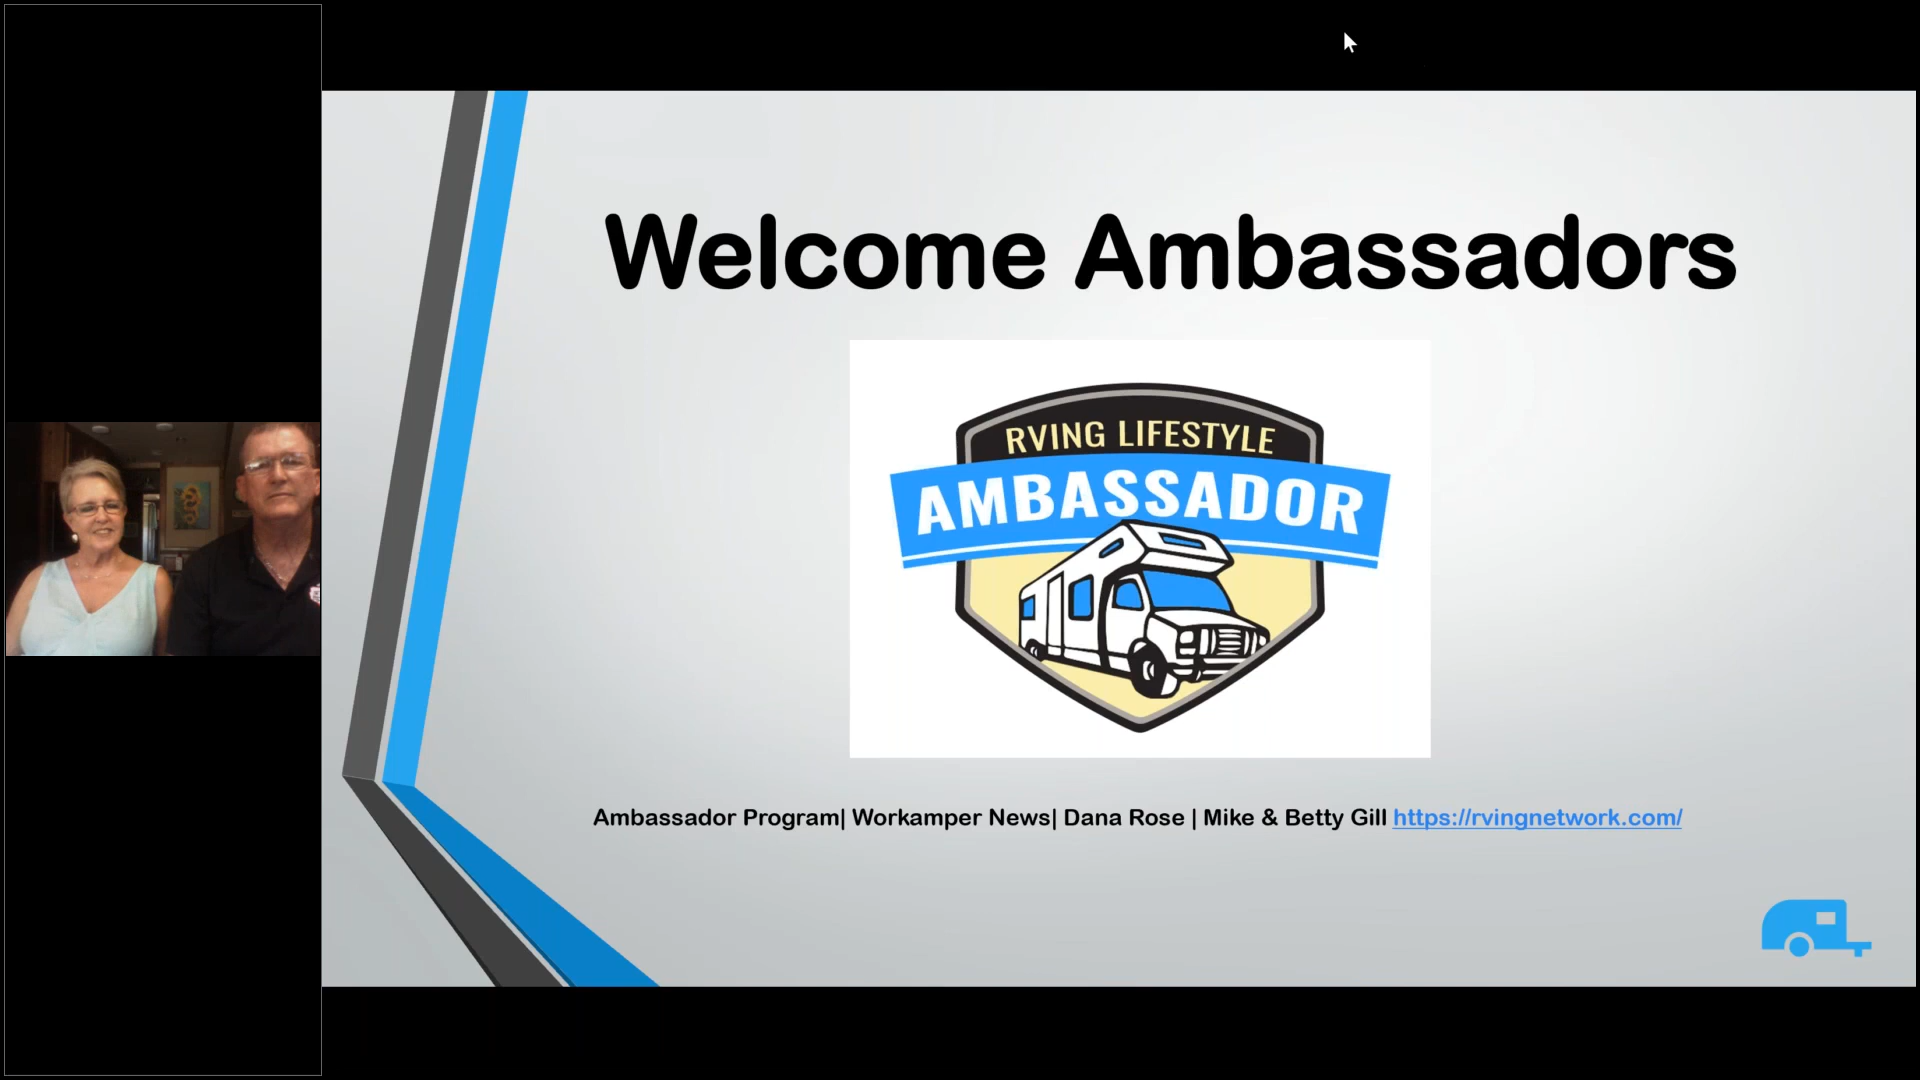 Welcome Ambassadors
RVING LIFESTYLE
AMBASSADOR
Ambassador Program| Workamper News| Dana Rose | Mike & Betty Gill https://rvingnetwork.com/